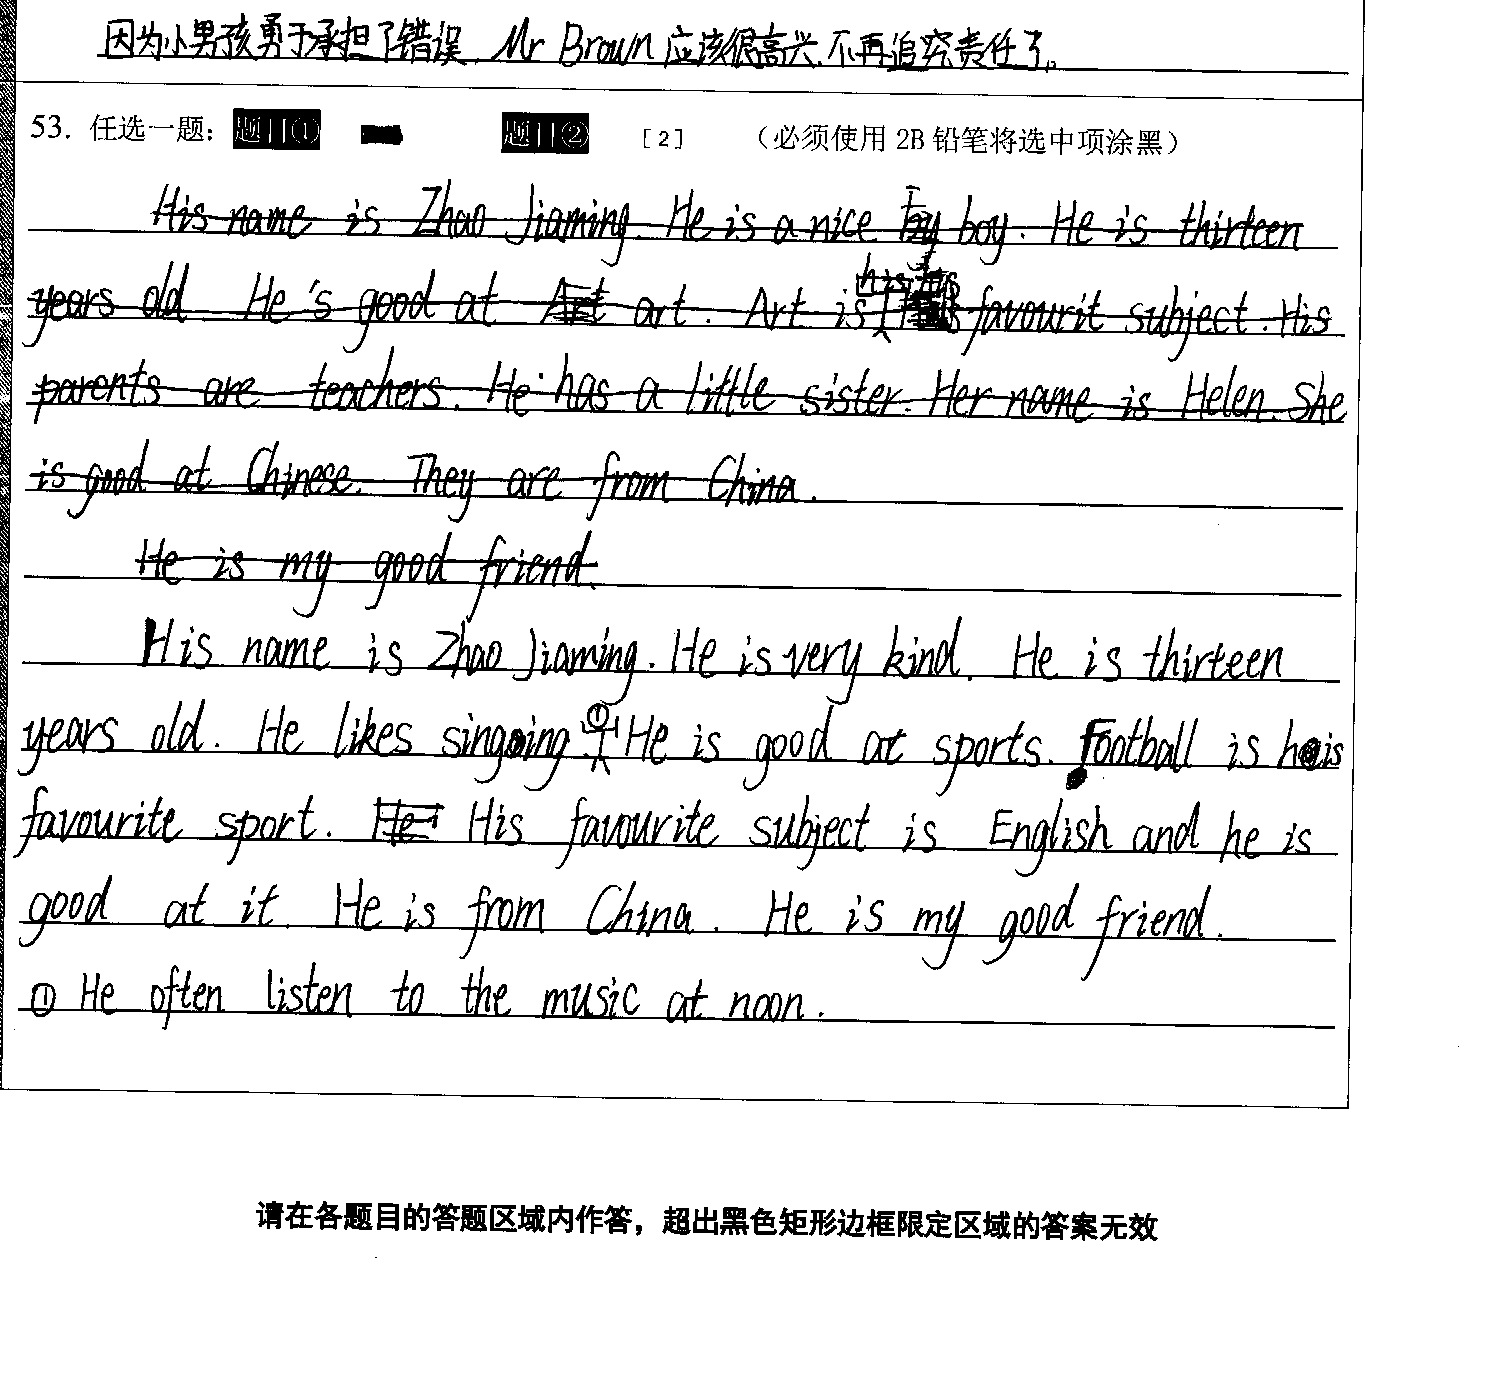 因为小男孩勇于承担了错误,Mr Brown应该很高兴,不再追究责任了。
53. 任选一题: 题目① 题目② [2] (必须使用 2B 铅笔将选中项涂黑)
His name is Zhao Jiaming. He is a nice boy. He is thirteen
years old He's good at Art art. Art is his favourit subject. His
parents are teachers. He has a little sister. Her name is Helen. She
is good at Chinese. They are from China.
He is my good friend.
His name is Zhao Jiaming. He is very kind. He is thirteen
years old. He likes singing ① He is good at sports. Football is his
favourite sport. He i His favourite subject is English and he is
good at it. He is from China. He is my good friend.
① He often listen to the music at noon.
请在各题目的答题区域内作答，超出黑色矩形边框限定区域的答案无效